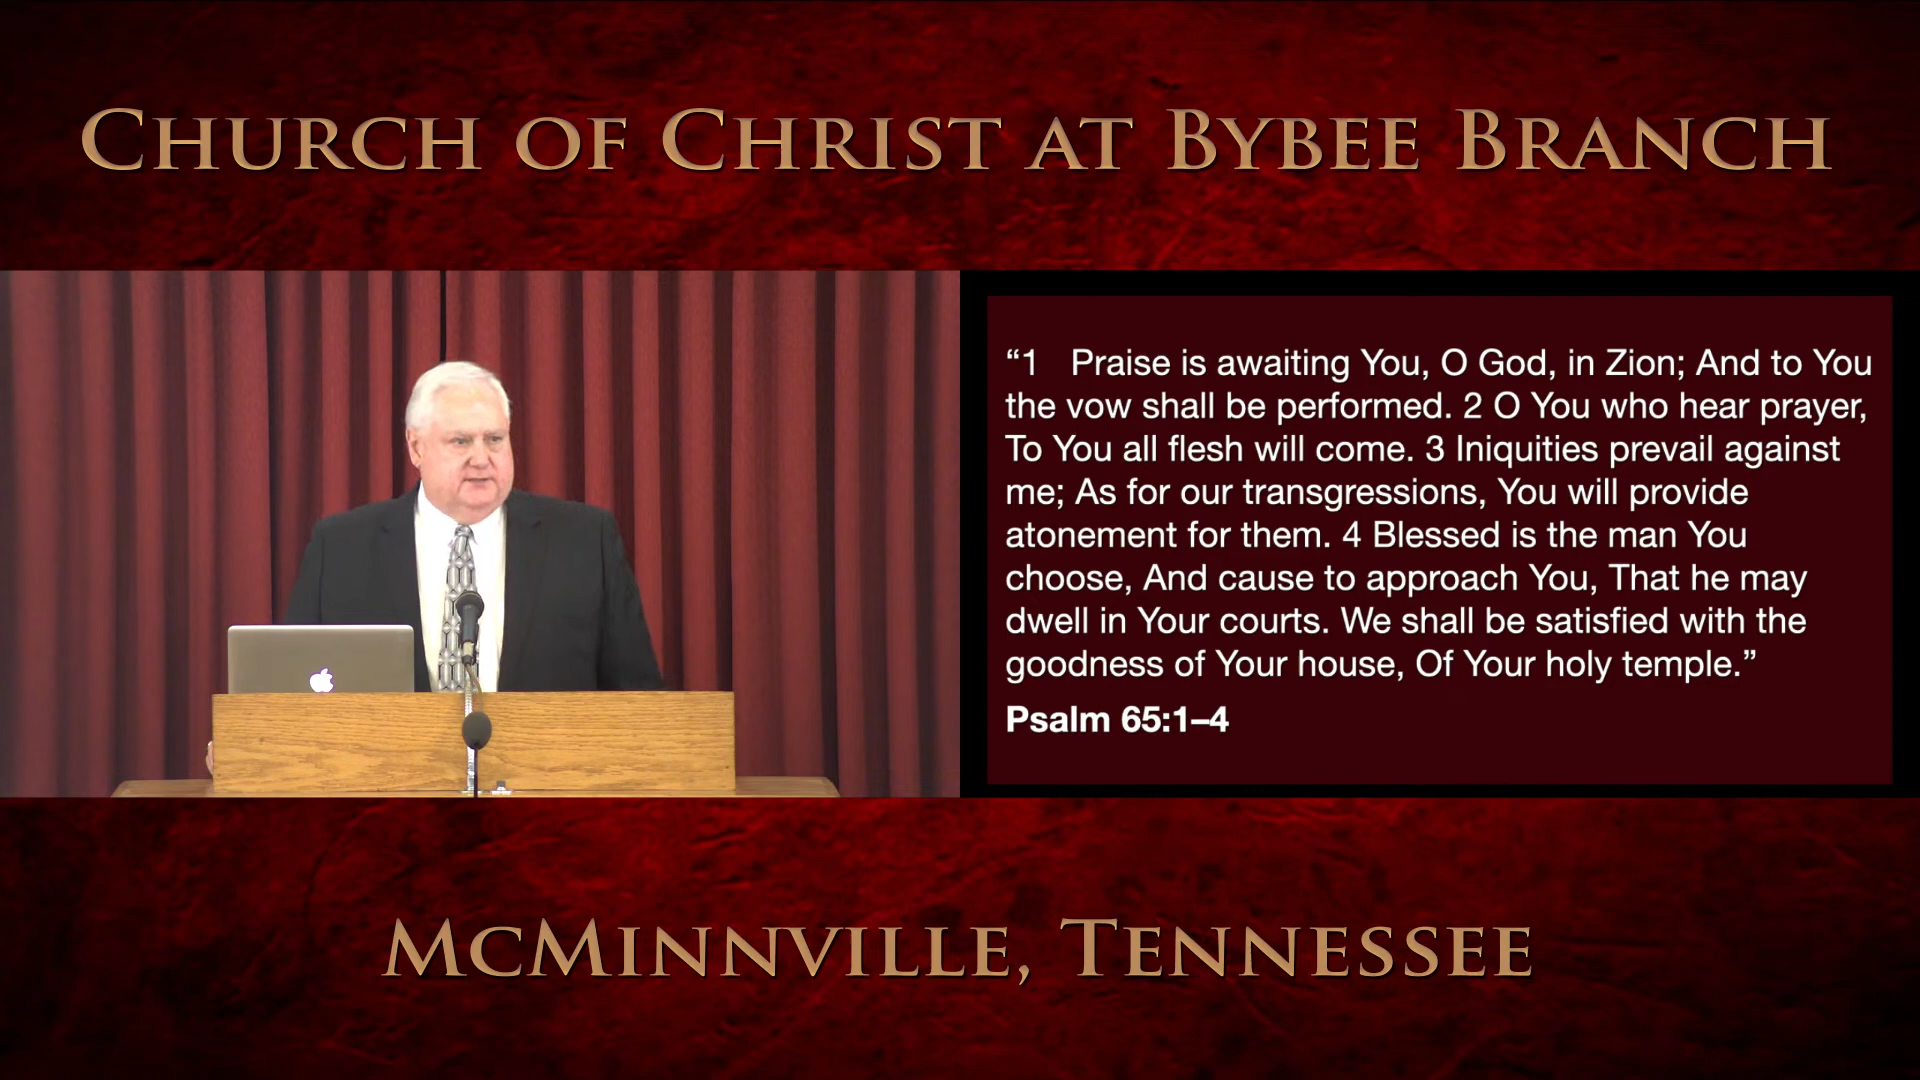 CHURCH OF CHRIST AT BYBEE BRANCH
“1 Praise is awaiting You, O God, in Zion; And to You
the vow shall be performed. 2 O You who hear prayer,
To You all flesh will come. 3 Iniquities prevail against
me; As for our transgressions, You will provide
atonement for them. 4 Blessed is the man You
choose, And cause to approach You, That he may
dwell in Your courts. We shall be satisfied with the
goodness of Your house, Of Your holy temple.”
Psalm 65:1–4
MCMINNVILLE, TENNESSEE